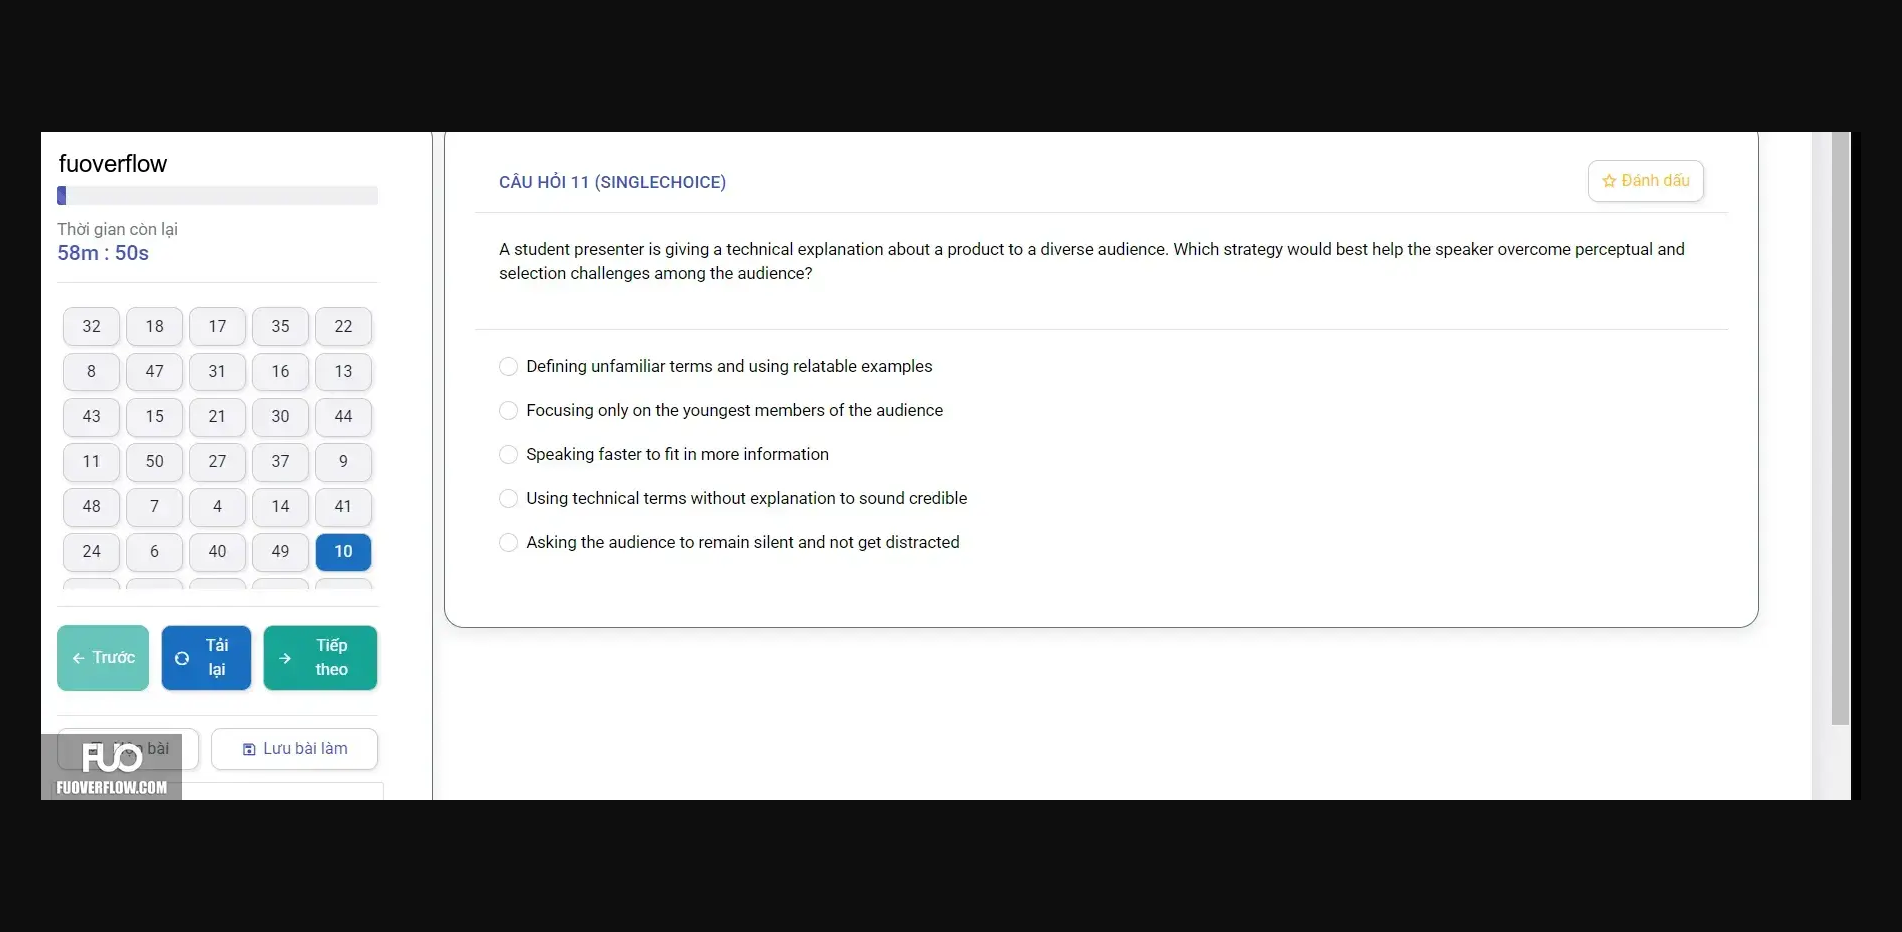 fuoverflow
Thời gian còn lại
58m : 50s
32 18 17 35 22
8 47 31 16 13
43 15 21 30 44
11 50 27 37 9
48 7 4 14 41
24 6 40 49 10
Trước
Tải lại
Tiếp theo
bài
Lưu bài làm
FUO
FUOVERFLOW.COM
CÂU HỎI 11 (SINGLECHOICE)
Đánh dấu
A student presenter is giving a technical explanation about a product to a diverse audience. Which strategy would best help the speaker overcome perceptual and
selection challenges among the audience?
Defining unfamiliar terms and using relatable examples
Focusing only on the youngest members of the audience
Speaking faster to fit in more information
Using technical terms without explanation to sound credible
Asking the audience to remain silent and not get distracted